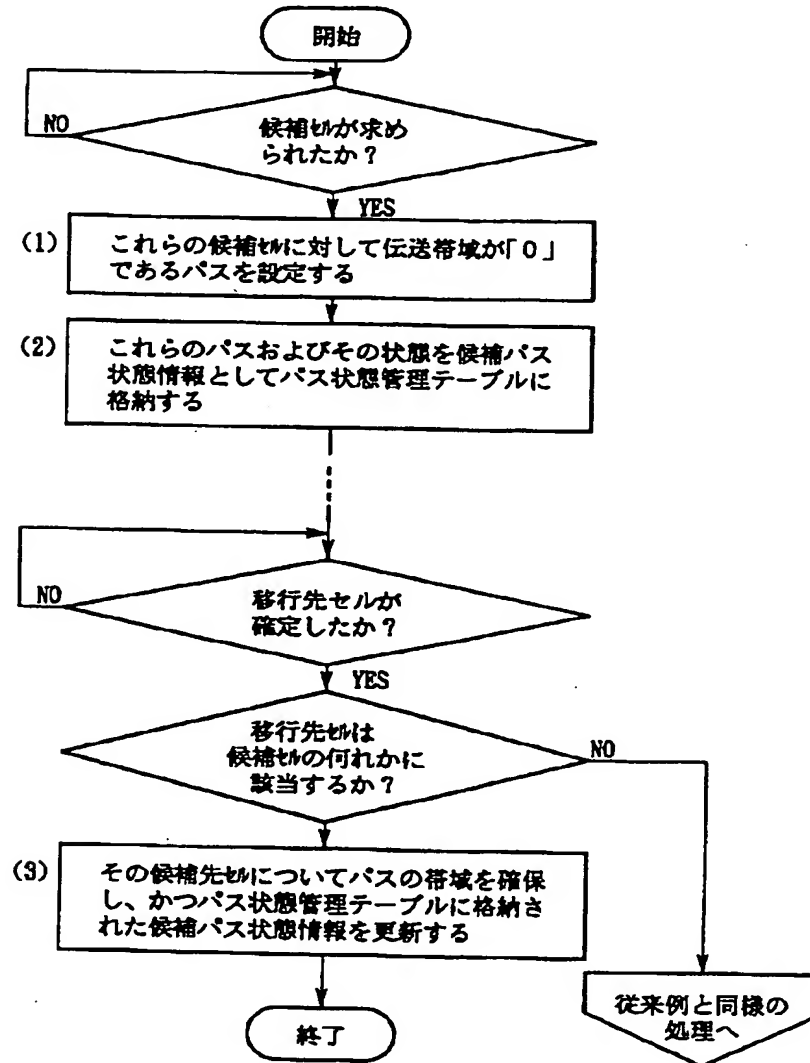 開始
NO
候補ｾﾙが求め
られたか？
YES
(1)
これらの候補ｾﾙに対して伝送帯域が「０」
であるパスを設定する
(2)
これらのパスおよびその状態を候補パス
状態情報としてパス状態管理テーブルに
格納する
NO
移行先セルが
確定したか？
YES
移行先ｾﾙは
候補ｾﾙの何れかに
該当するか？
NO
(3)
その候補先ｾﾙについてパスの帯域を確保
し、かつパス状態管理テーブルに格納さ
れた候補パス状態情報を更新する
終了
従来例と同様の
処理へ